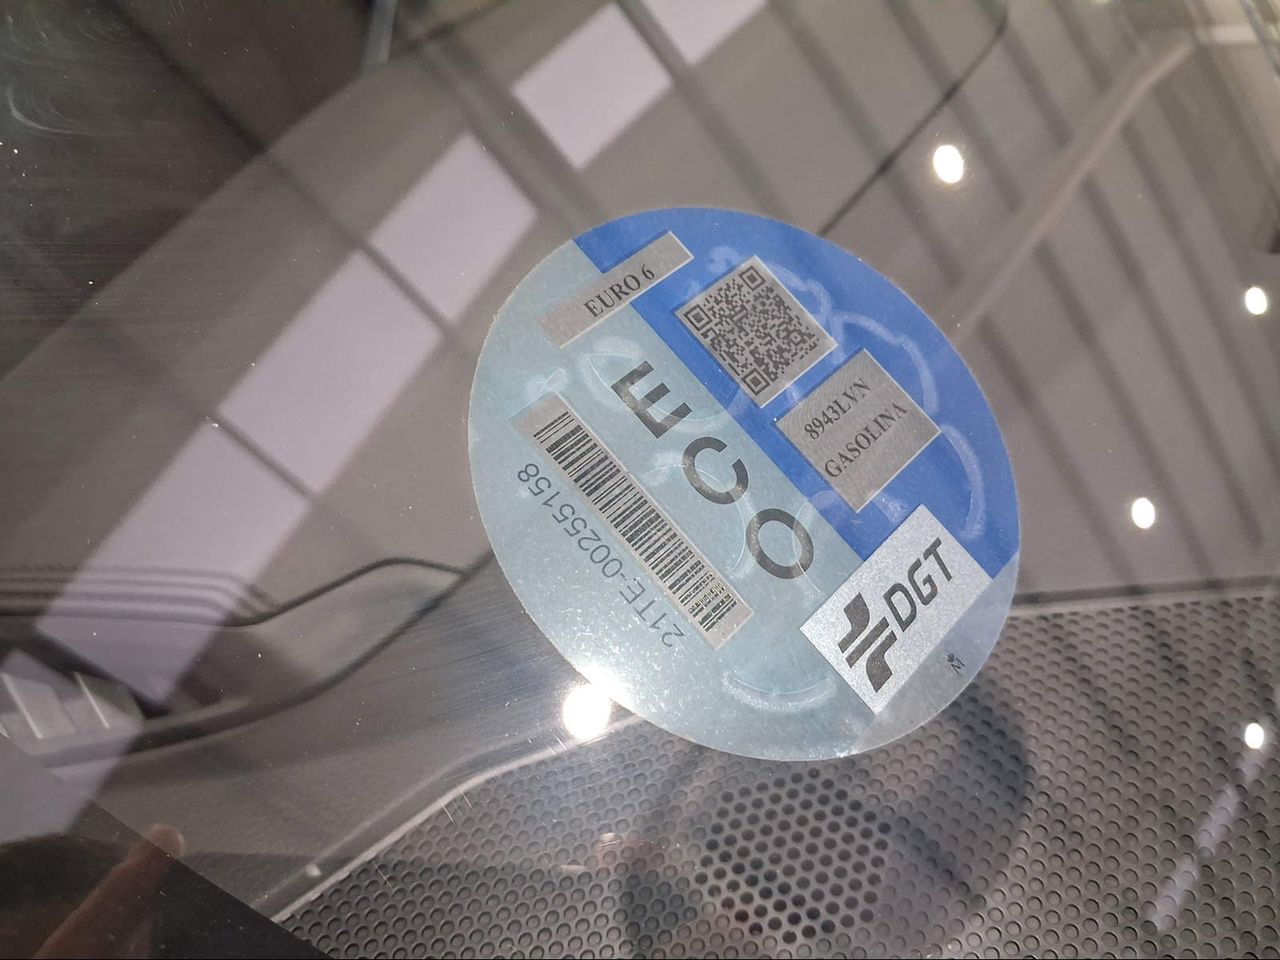 EURO 6
8943LVN
GASOLINA
ECO
21TE-00255158
DGT
M